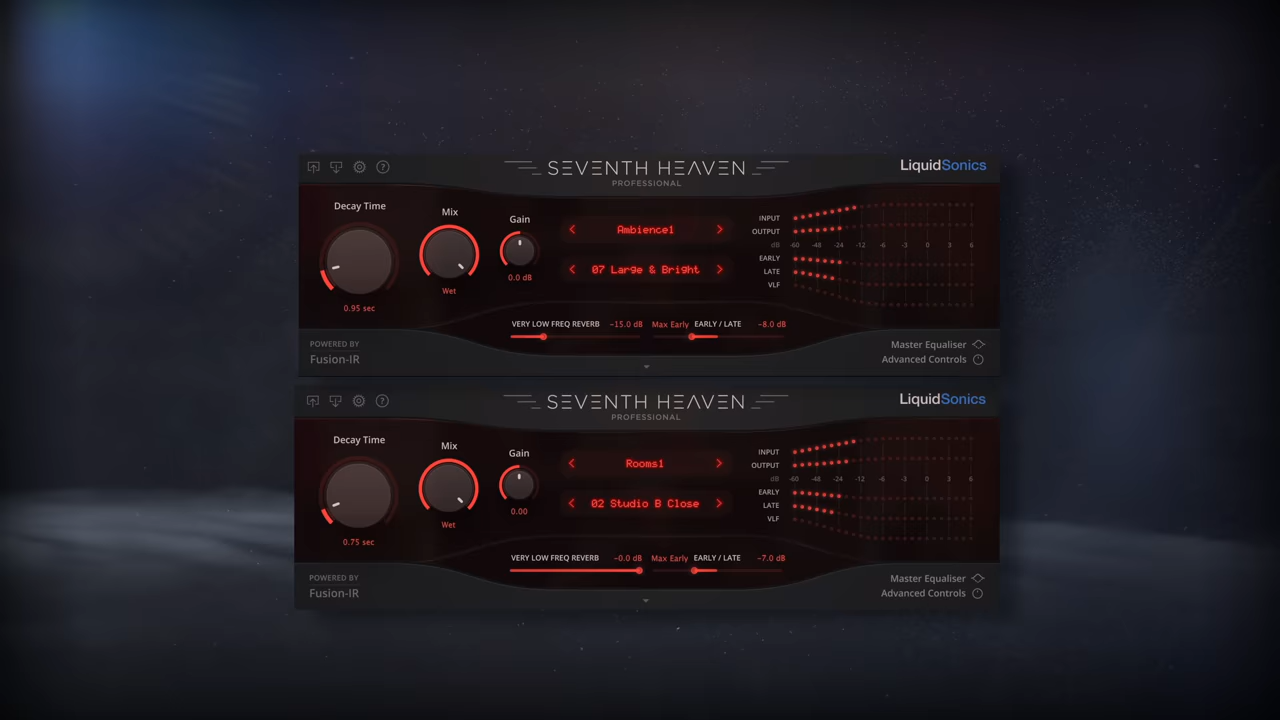 SEVENTH HEAVEN
PROFESSIONAL
LiquidSonics
Decay Time
0.95 sec
Mix
Wet
Gain
0.0 dB
Ambience1
07 Large & Bright
VERY LOW FREQ REVERB -15.0 dB
Max Early EARLY / LATE -8.0 dB
INPUT
OUTPUT
dB -60 -48 -24 -12 -6 -3 0 3 6
EARLY
LATE
VLF
POWERED BY
Fusion-IR
Master Equaliser
Advanced Controls
SEVENTH HEAVEN
PROFESSIONAL
LiquidSonics
Decay Time
0.75 sec
Mix
Wet
Gain
0.00
Rooms1
02 Studio B Close
VERY LOW FREQ REVERB -0.0 dB
Max Early EARLY / LATE -7.0 dB
INPUT
OUTPUT
dB -60 -48 -24 -12 -6 -3 0 3 6
EARLY
LATE
VLF
POWERED BY
Fusion-IR
Master Equaliser
Advanced Controls